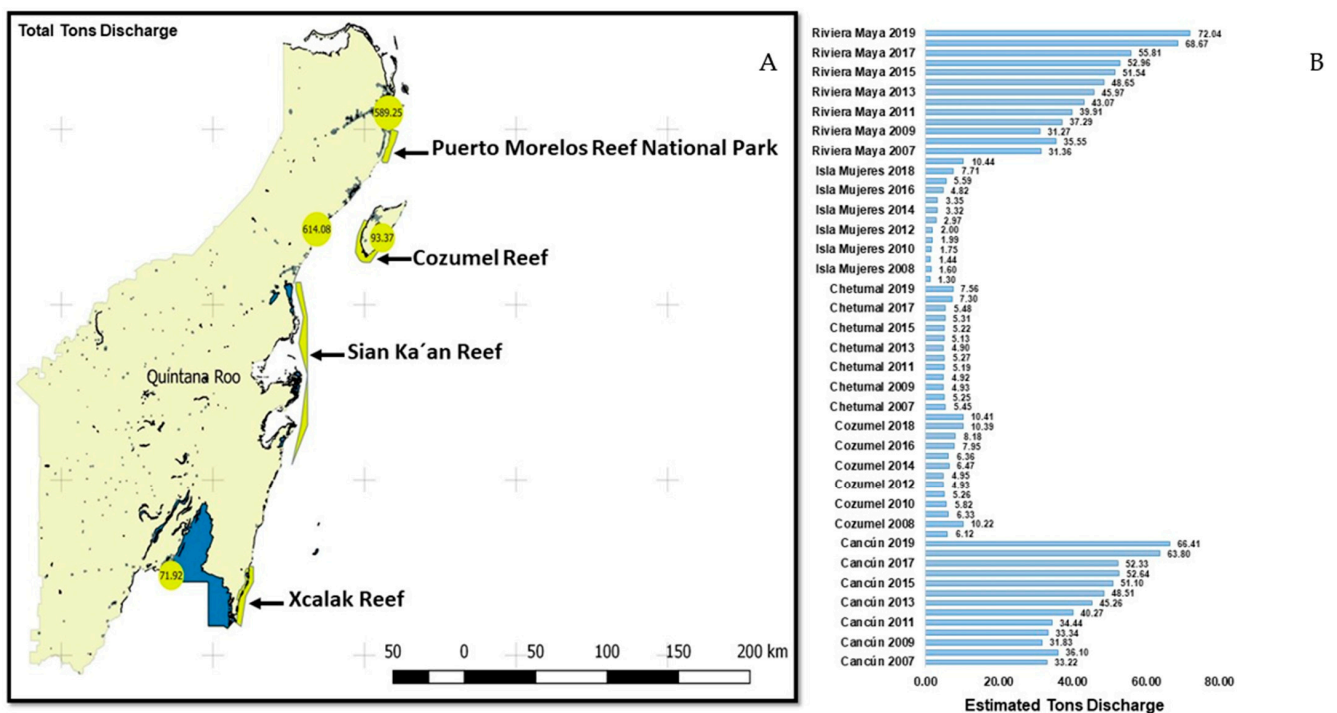 Total Tons Discharge
A
589.25
Puerto Morelos Reef National Park
614.08
93.37
Cozumel Reef
Sian Ka´an Reef
Quintana Roo
71.92
Xcalak Reef
50 0 50 100 150 200 km
B
Riviera Maya 2019 72.04
68.67
Riviera Maya 2017 55.81
52.96
Riviera Maya 2015 51.54
48.65
Riviera Maya 2013 45.97
43.07
Riviera Maya 2011 39.91
37.29
Riviera Maya 2009 31.27
35.55
Riviera Maya 2007 31.36
10.44
Isla Mujeres 2018 7.71
5.59
Isla Mujeres 2016 4.82
3.35
Isla Mujeres 2014 3.32
2.97
Isla Mujeres 2012 2.00
1.99
Isla Mujeres 2010 1.75
1.44
Isla Mujeres 2008 1.60
1.30
Chetumal 2019 7.56
7.30
Chetumal 2017 5.48
5.31
Chetumal 2015 5.22
5.13
Chetumal 2013 4.90
5.27
Chetumal 2011 5.19
4.92
Chetumal 2009 4.93
5.25
Chetumal 2007 5.45
10.41
Cozumel 2018 10.39
8.18
Cozumel 2016 7.95
6.36
Cozumel 2014 6.47
4.95
Cozumel 2012 4.93
5.26
Cozumel 2010 5.82
6.33
Cozumel 2008 10.22
6.12
Cancún 2019 66.41
63.80
Cancún 2017 52.33
52.64
Cancún 2015 51.10
48.51
Cancún 2013 45.26
40.27
Cancún 2011 34.44
33.34
Cancún 2009 31.83
36.10
Cancún 2007 33.22
0.00 20.00 40.00 60.00 80.00
Estimated Tons Discharge